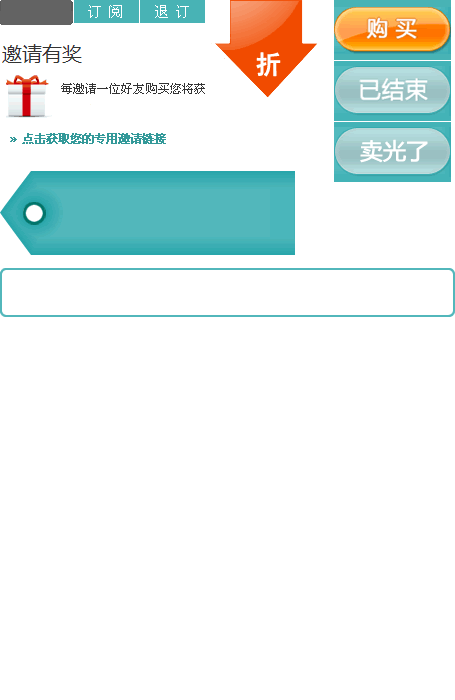 订 阅
退 订
折
购 买
已结束
卖光了
邀请有奖
每邀请一位好友购买您将获
» 点击获取您的专用邀请链接